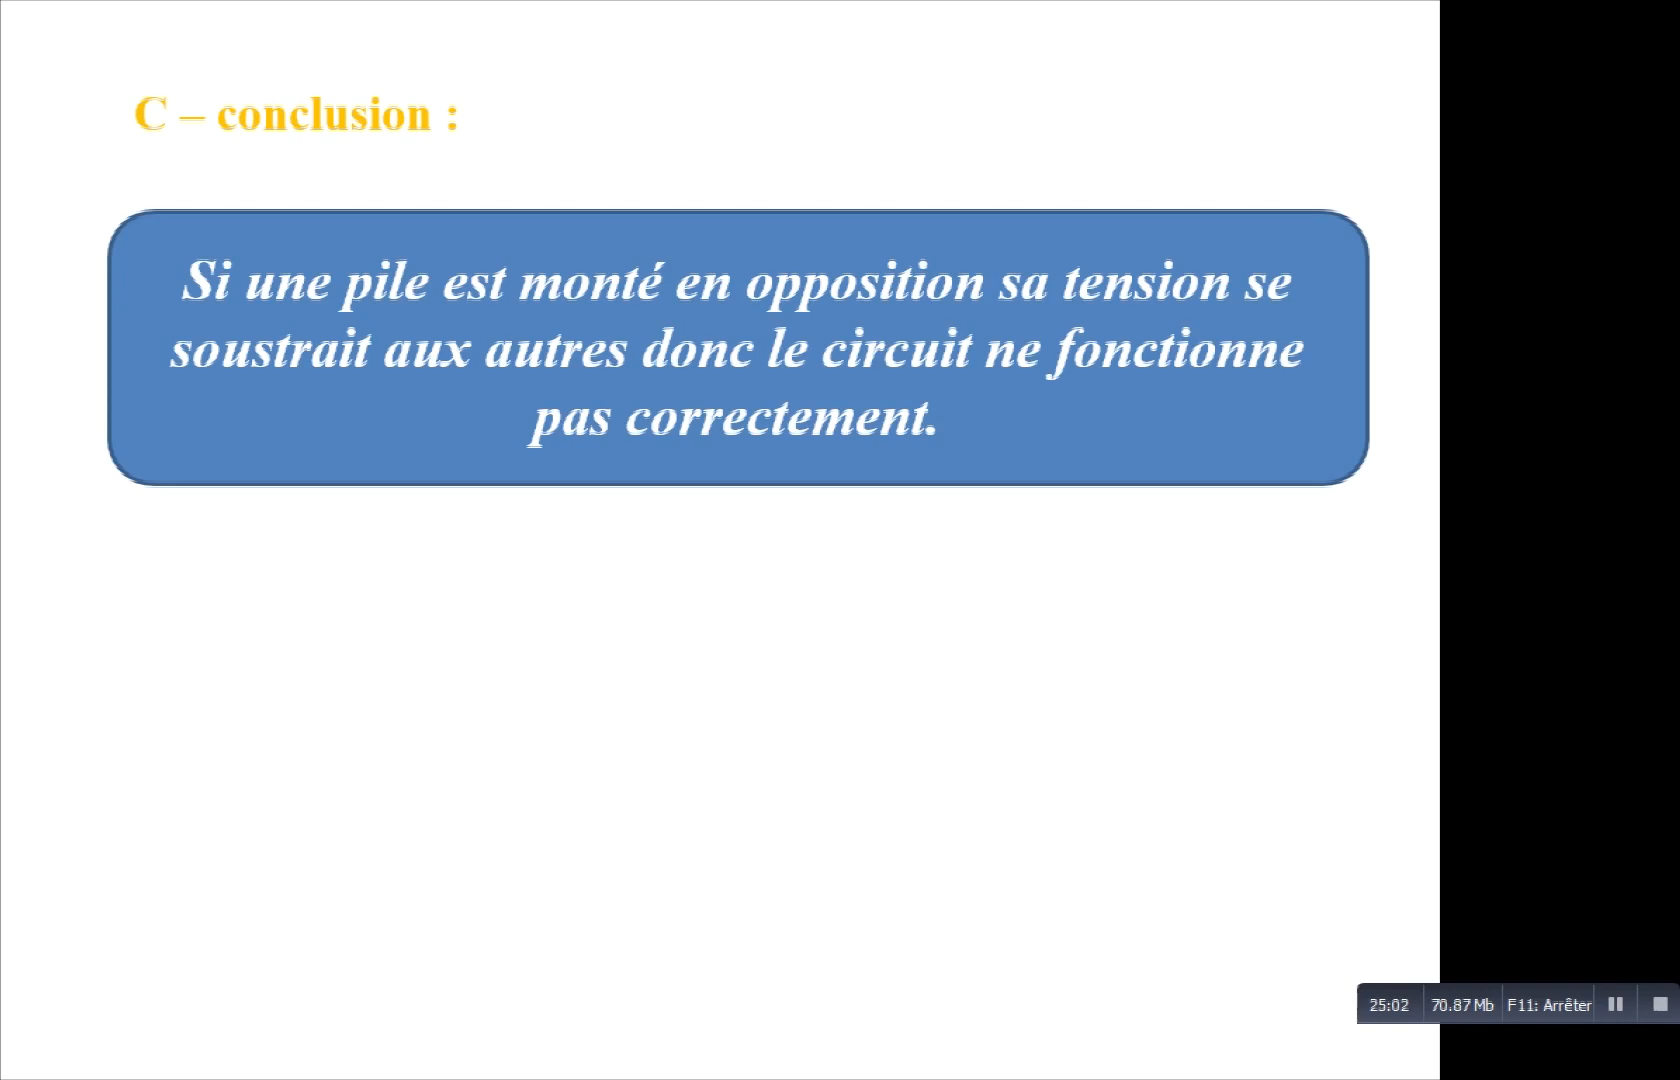 C – conclusion :
Si une pile est monté en opposition sa tension se
soustrait aux autres donc le circuit ne fonctionne
pas correctement.
25:02 70.87 Mb F11: Arrêter